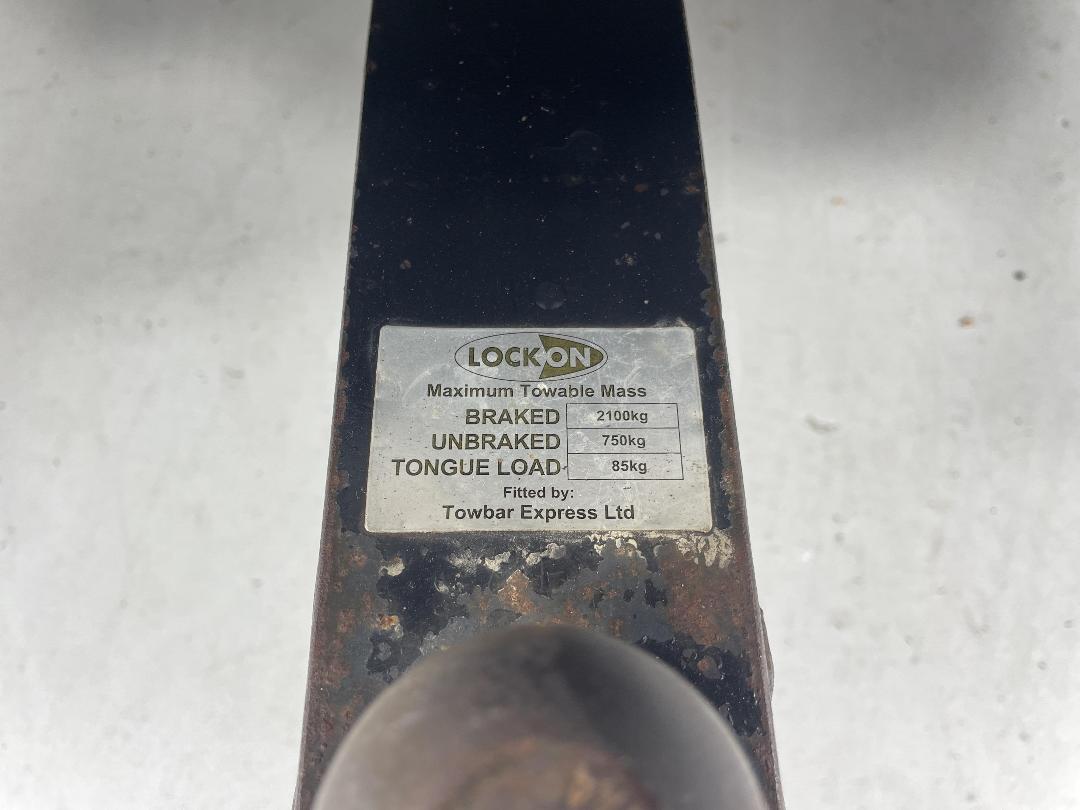 LOCKON
Maximum Towable Mass
BRAKED 2100kg
UNBRAKED 750kg
TONGUE LOAD 85kg
Fitted by:
Towbar Express Ltd